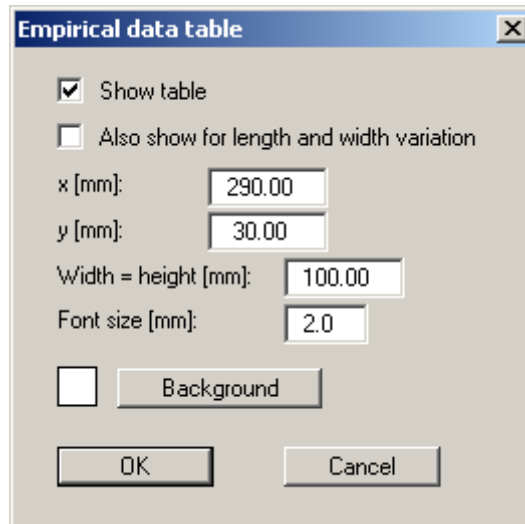 Empirical data table
Show table
Also show for length and width variation
x [mm]: 290.00
y [mm]: 30.00
Width = height [mm]: 100.00
Font size [mm]: 2.0
Background
OK Cancel